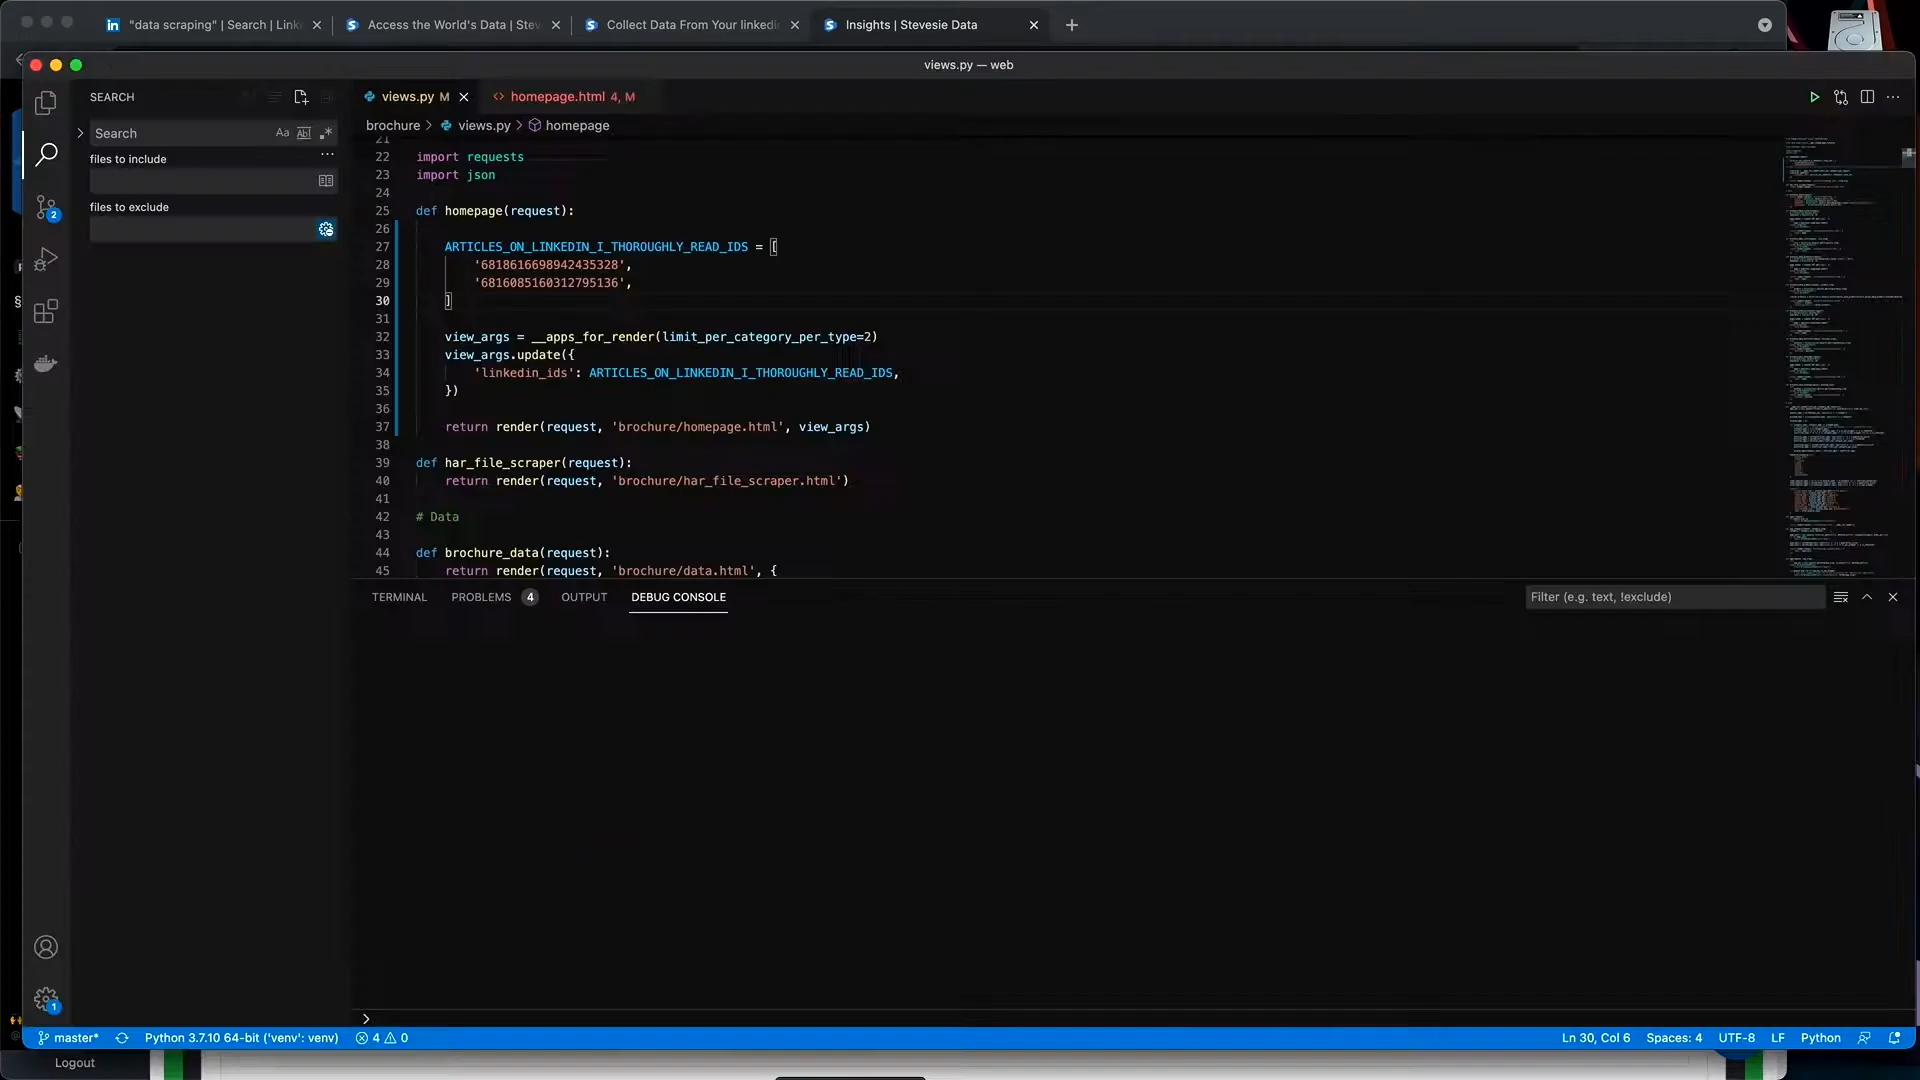 "data scraping" | Search | Link
Access the World's Data | Stev
Collect Data From Your linkedi
Insights | Stevesie Data
views.py — web
SEARCH
views.py M
homepage.html 4, M
brochure > views.py > homepage
Search
Aa
files to include
files to exclude
21
22 import requests
23 import json
24
25 def homepage(request):
26
27 ARTICLES_ON_LINKEDIN_I_THOROUGHLY_READ_IDS = [
28 '6818616698942435328',
29 '6816085160312795136',
30 ]
31
32 view_args = __apps_for_render(limit_per_category_per_type=2)
33 view_args.update({
34 'linkedin_ids': ARTICLES_ON_LINKEDIN_I_THOROUGHLY_READ_IDS,
35 })
36
37 return render(request, 'brochure/homepage.html', view_args)
38
39 def har_file_scraper(request):
40 return render(request, 'brochure/har_file_scraper.html')
41
42 # Data
43
44 def brochure_data(request):
45 return render(request, 'brochure/data.html', {
TERMINAL PROBLEMS 4 OUTPUT DEBUG CONSOLE
Filter (e.g. text, !exclude)
2
1
master* Python 3.7.10 64-bit ('venv': venv) 4 0
Ln 30, Col 6 Spaces: 4 UTF-8 LF Python
Logout